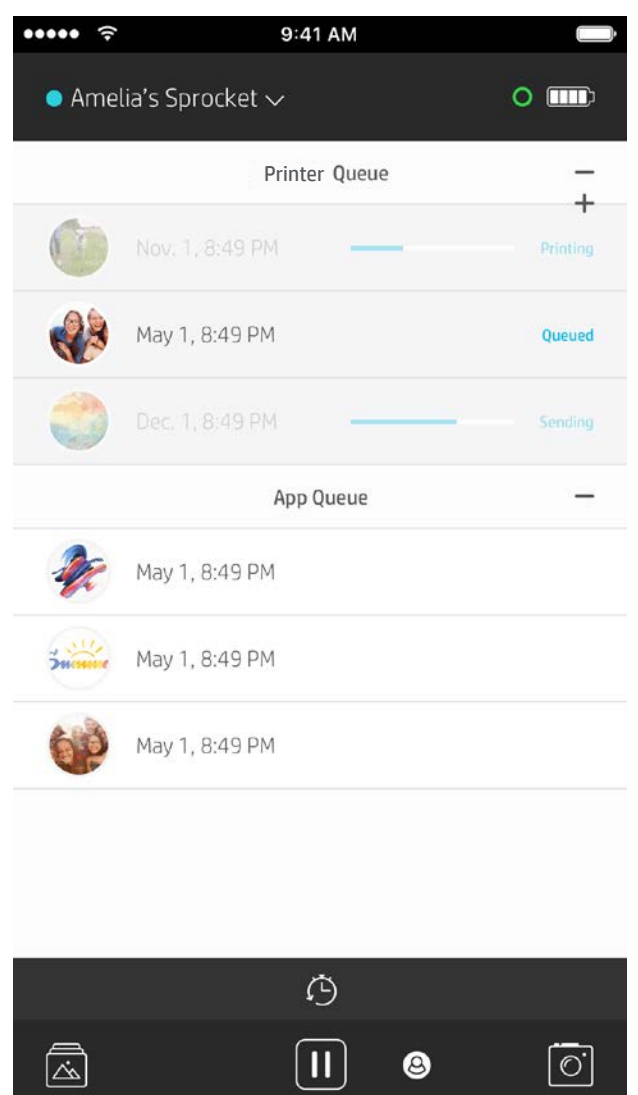 9:41 AM
Amelia's Sprocket
Printer Queue
Nov. 1, 8:49 PM Printing
May 1, 8:49 PM Queued
Dec. 1, 8:49 PM Sending
App Queue
May 1, 8:49 PM
May 1, 8:49 PM
May 1, 8:49 PM